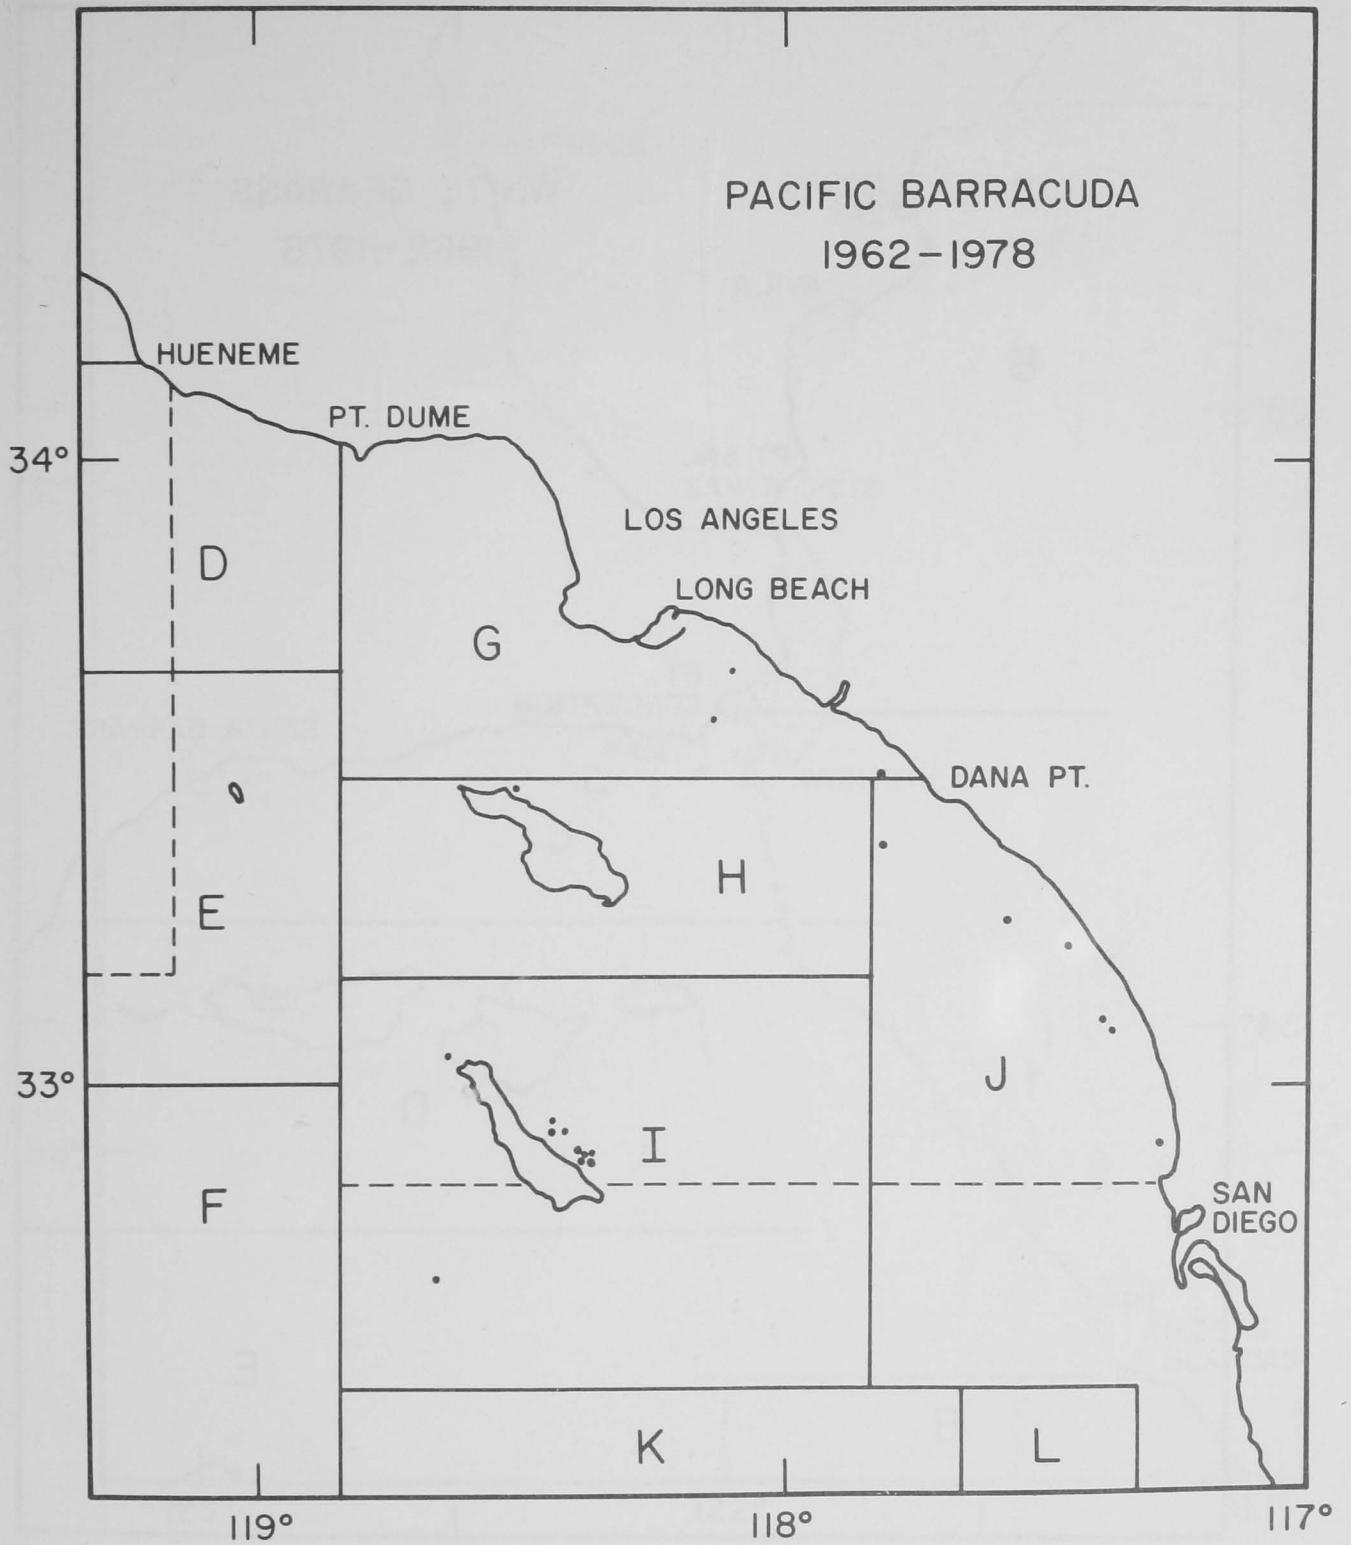 PACIFIC BARRACUDA
1962-1978
HUENEME
PT. DUME
34°
LOS ANGELES
D
LONG BEACH
G
DANA PT.
H
E
33°
J
I
F
SAN
DIEGO
K
L
119°
118°
117°